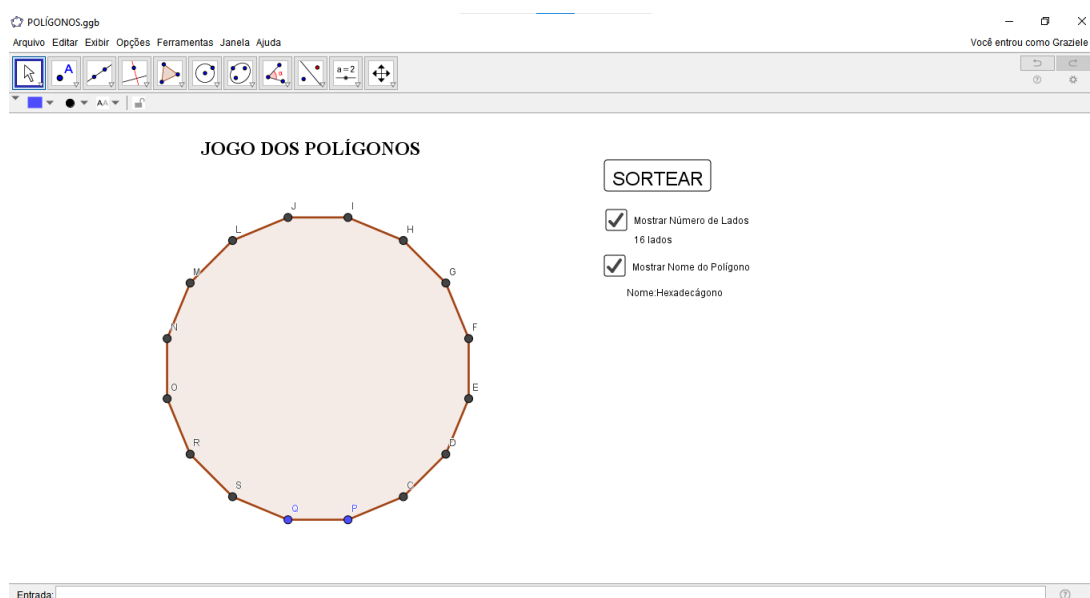 POLÍGONOS.ggb
Arquivo Editar Exibir Opções Ferramentas Janela Ajuda
Você entrou como Graziele
A
α
a=2
AA
JOGO DOS POLÍGONOS
SORTEAR
Mostrar Número de Lados
16 lados
Mostrar Nome do Polígono
Nome:Hexadecágono
J
I
L
H
M
G
N
F
O
E
R
D
S
C
Q
P
Entrada: